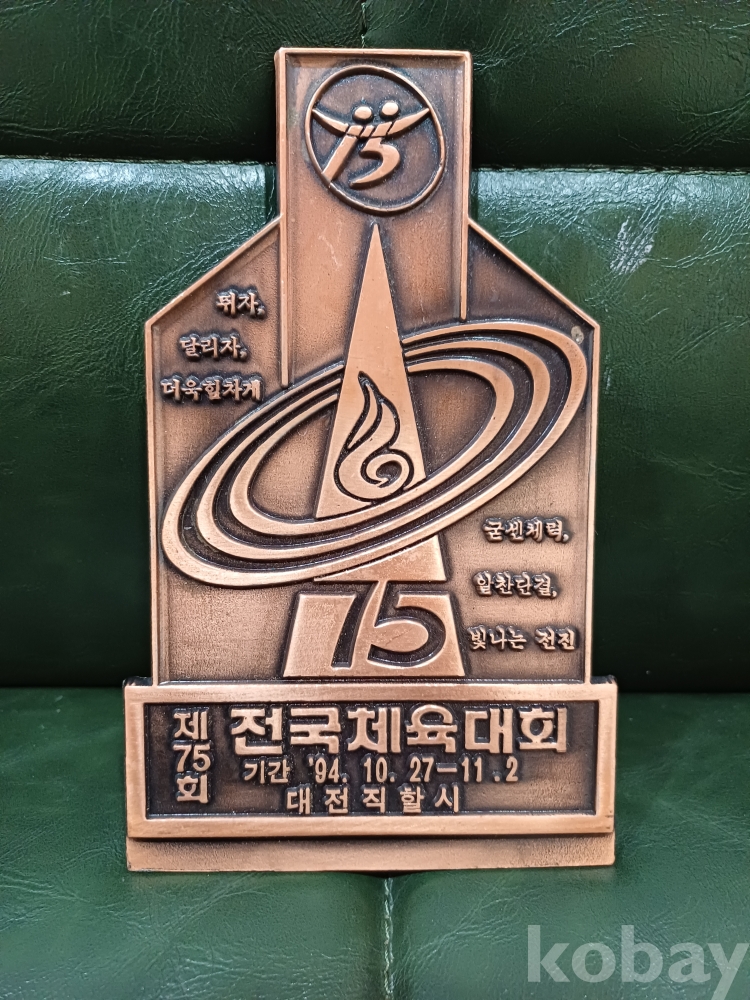 75
뛰자,
달리자,
더욱힘차게
굳센체력,
알찬단결,
빛나는 전진
75
제75회
전국체육대회
기간 '94. 10. 27-11. 2
대전직할시
kobay